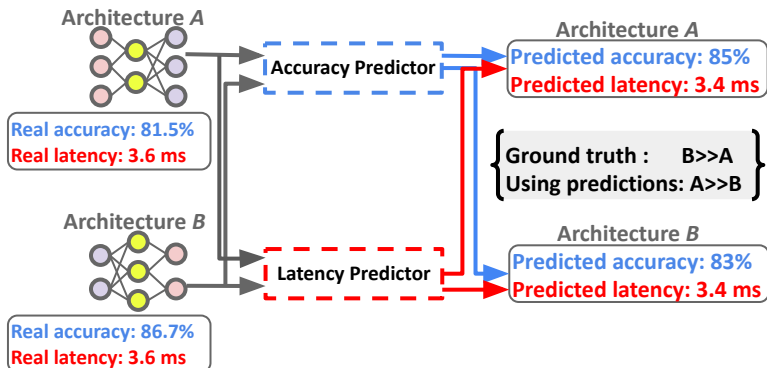 Architecture A
Real accuracy: 81.5%
Real latency: 3.6 ms
Architecture B
Real accuracy: 86.7%
Real latency: 3.6 ms
Accuracy Predictor
Latency Predictor
Architecture A
Predicted accuracy: 85%
Predicted latency: 3.4 ms
Ground truth : B>>A
Using predictions: A>>B
Architecture B
Predicted accuracy: 83%
Predicted latency: 3.4 ms